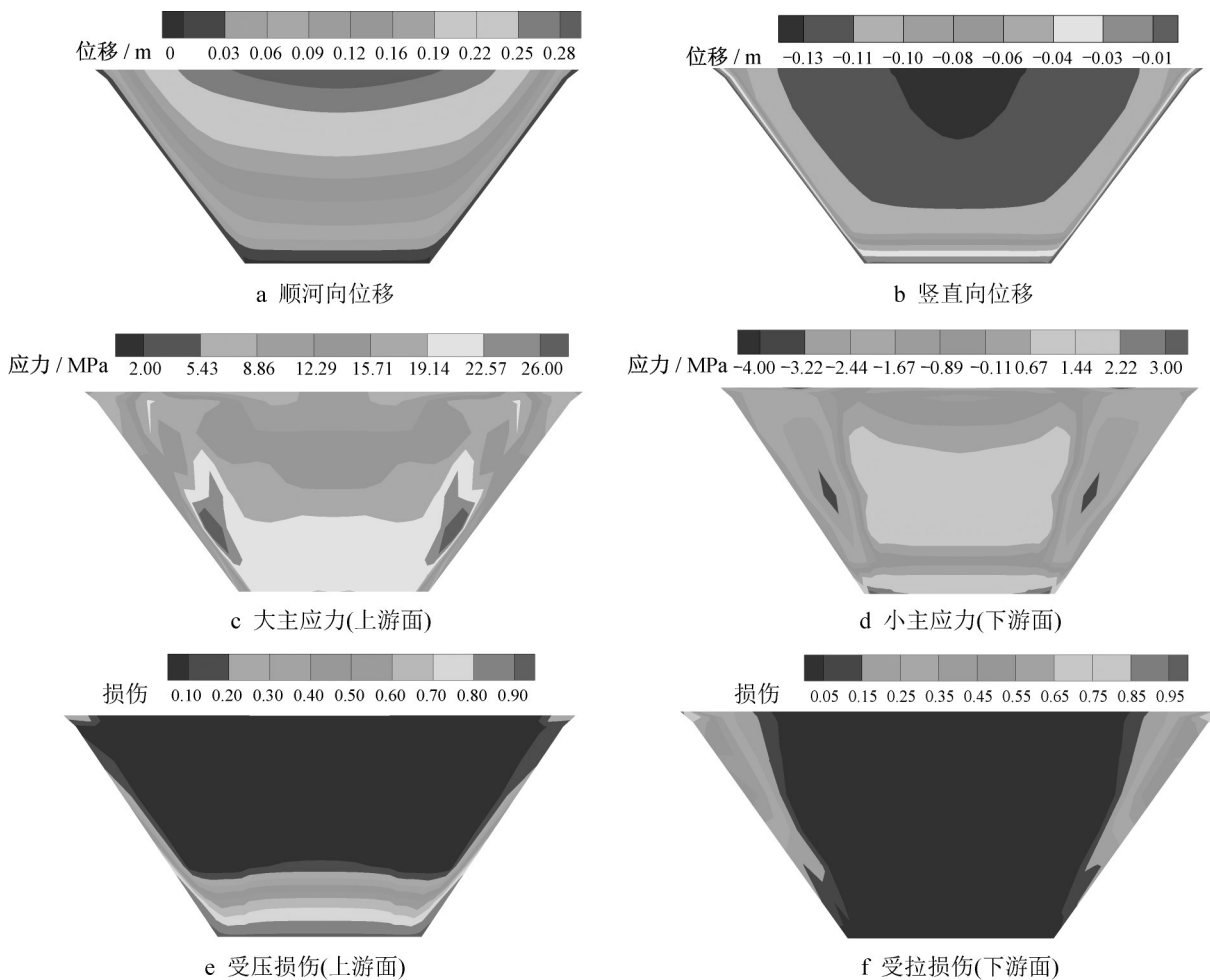 0 0.03 0.06 0.09 0.12 0.16 0.19 0.22 0.25 0.28
位移 / m
a 顺河向位移
−0.13 −0.11 −0.10 −0.08 −0.06 −0.04 −0.03 −0.01
位移 / m
b 竖直向位移
应力 / MPa
2.00 5.43 8.86 12.29 15.71 19.14 22.57 26.00
c 大主应力(上游面)
应力 / MPa
−4.00 −3.22 −2.44 −1.67 −0.89 −0.11 0.67 1.44 2.22 3.00
d 小主应力(下游面)
损伤
0.10 0.20 0.30 0.40 0.50 0.60 0.70 0.80 0.90
e 受压损伤(上游面)
损伤
0.05 0.15 0.25 0.35 0.45 0.55 0.65 0.75 0.85 0.95
f 受拉损伤(下游面)